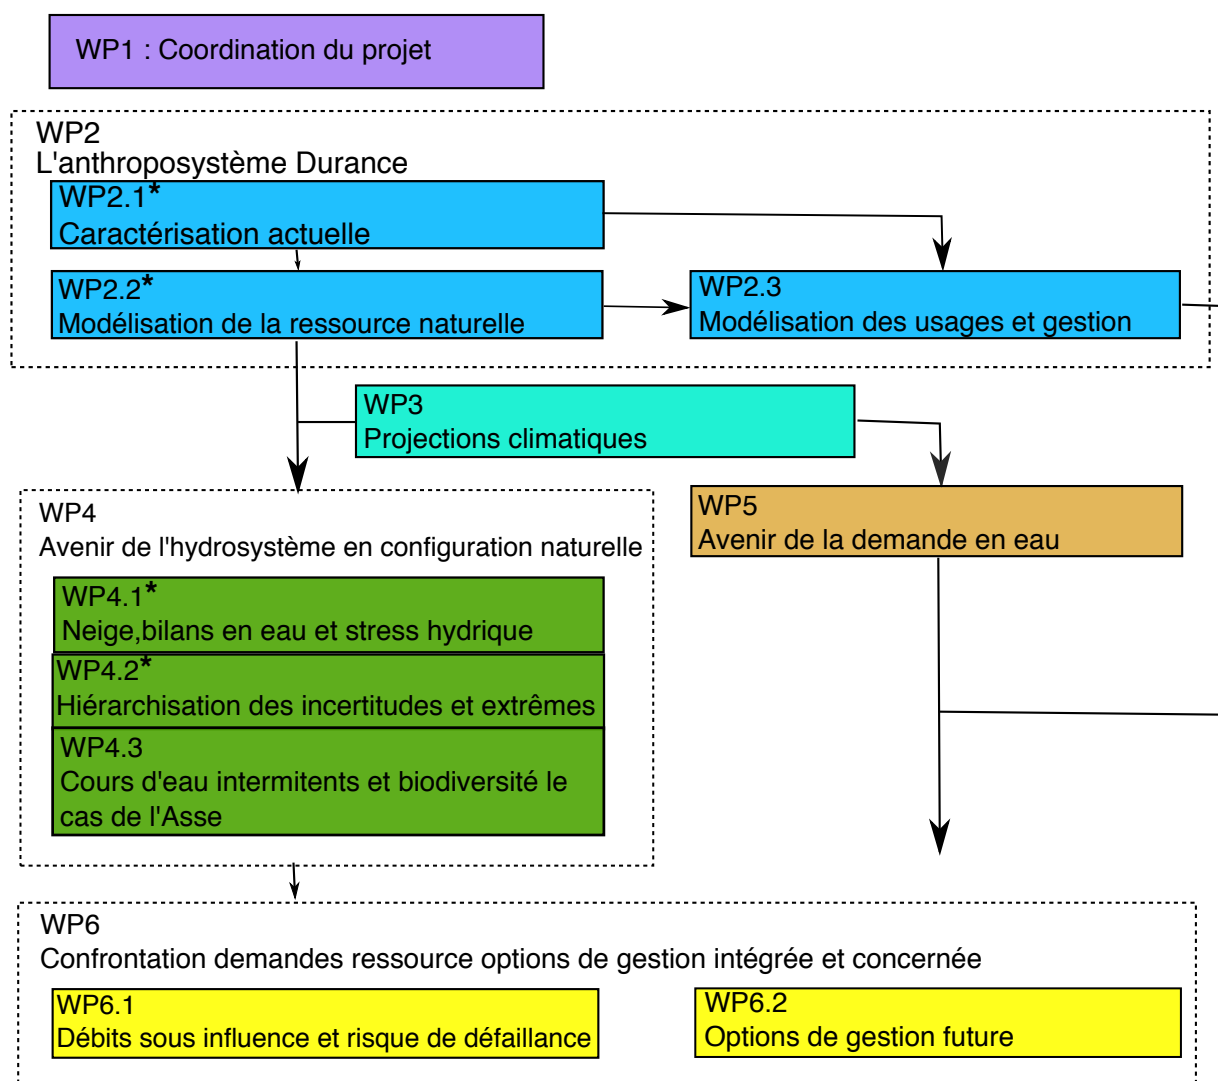 WP1 : Coordination du projet
WP2
L'anthroposystème Durance
WP2.1*
Caractérisation actuelle
WP2.2*
Modélisation de la ressource naturelle
WP2.3
Modélisation des usages et gestion
WP3
Projections climatiques
WP4
Avenir de l'hydrosystème en configuration naturelle
WP4.1*
Neige,bilans en eau et stress hydrique
WP4.2*
Hiérarchisation des incertitudes et extrêmes
WP4.3
Cours d'eau intermitents et biodiversité le
cas de l'Asse
WP5
Avenir de la demande en eau
WP6
Confrontation demandes ressource options de gestion intégrée et concernée
WP6.1
Débits sous influence et risque de défaillance
WP6.2
Options de gestion future